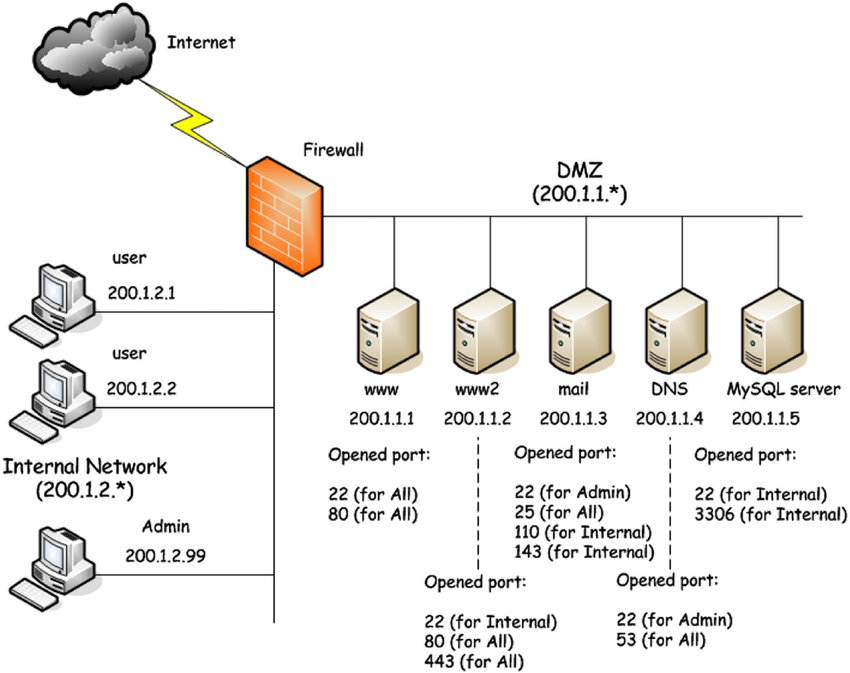 Internet
Firewall
DMZ
(200.1.1.*)
user
200.1.2.1
user
200.1.2.2
Internal Network
(200.1.2.*)
Admin
200.1.2.99
www
200.1.1.1
Opened port:
22 (for All)
80 (for All)
www2
200.1.1.2
Opened port:
22 (for Internal)
80 (for All)
443 (for All)
mail
200.1.1.3
Opened port:
22 (for Admin)
25 (for All)
110 (for Internal)
143 (for Internal)
DNS
200.1.1.4
Opened port:
22 (for Admin)
53 (for All)
MySQL server
200.1.1.5
Opened port:
22 (for Internal)
3306 (for Internal)